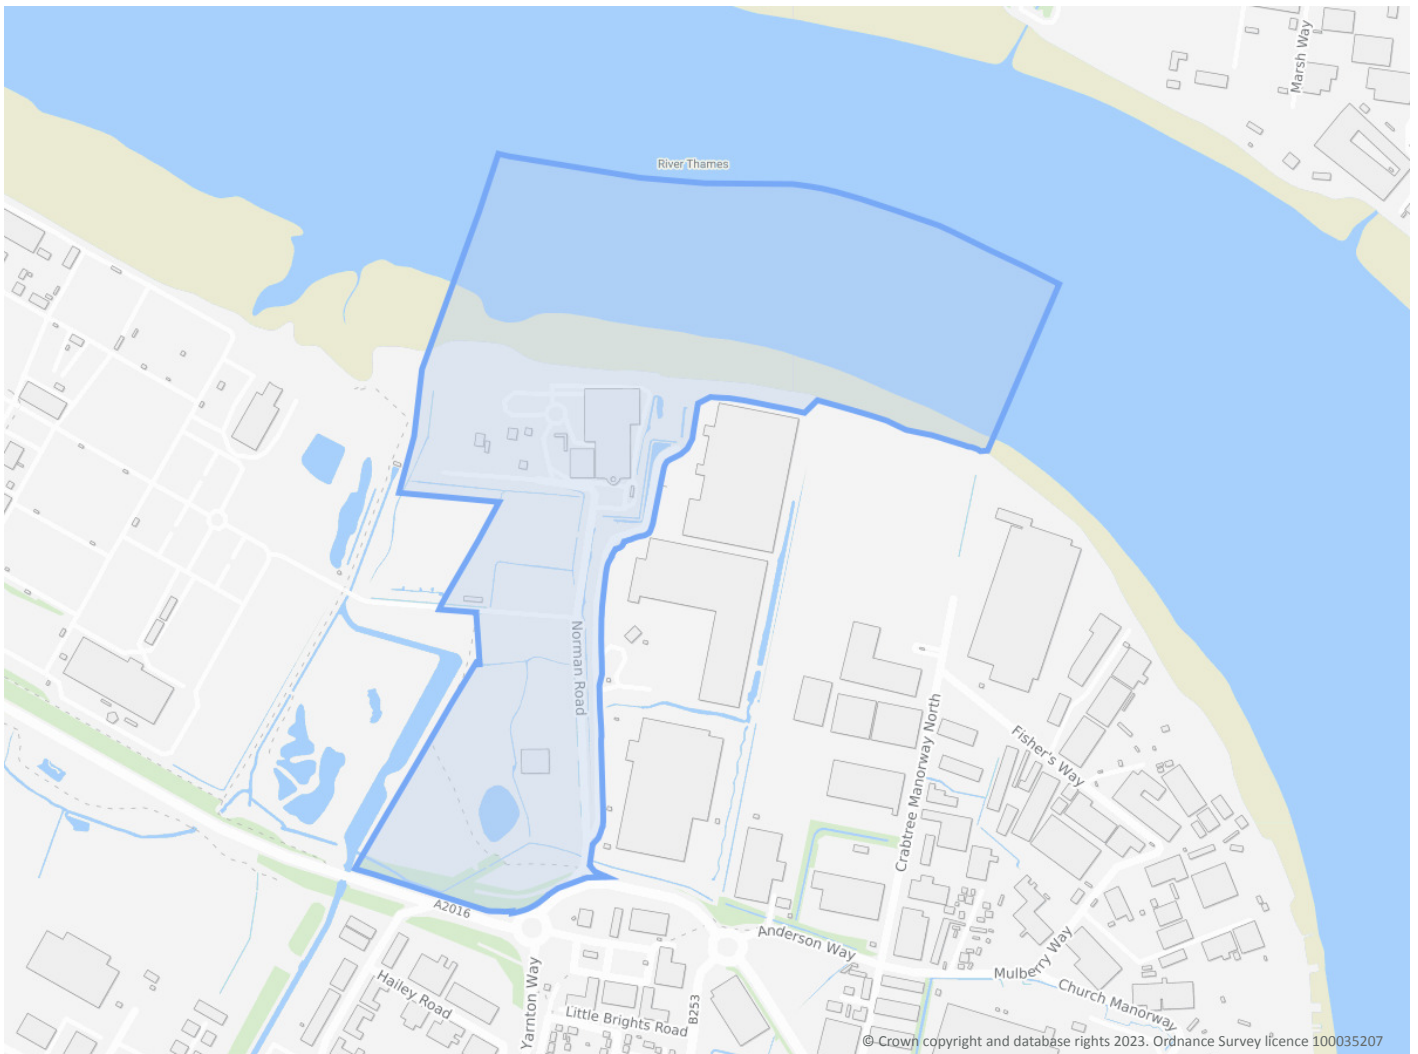 Marsh Way
River Thames
Norman Road
Crabtree Manorway North
Fisher's Way
A2016
Anderson Way
Mulberry Way
Church Manorway
Hailey Road
Yarnton Way
Little Brights Road
B253
© Crown copyright and database rights 2023. Ordnance Survey licence 100035207